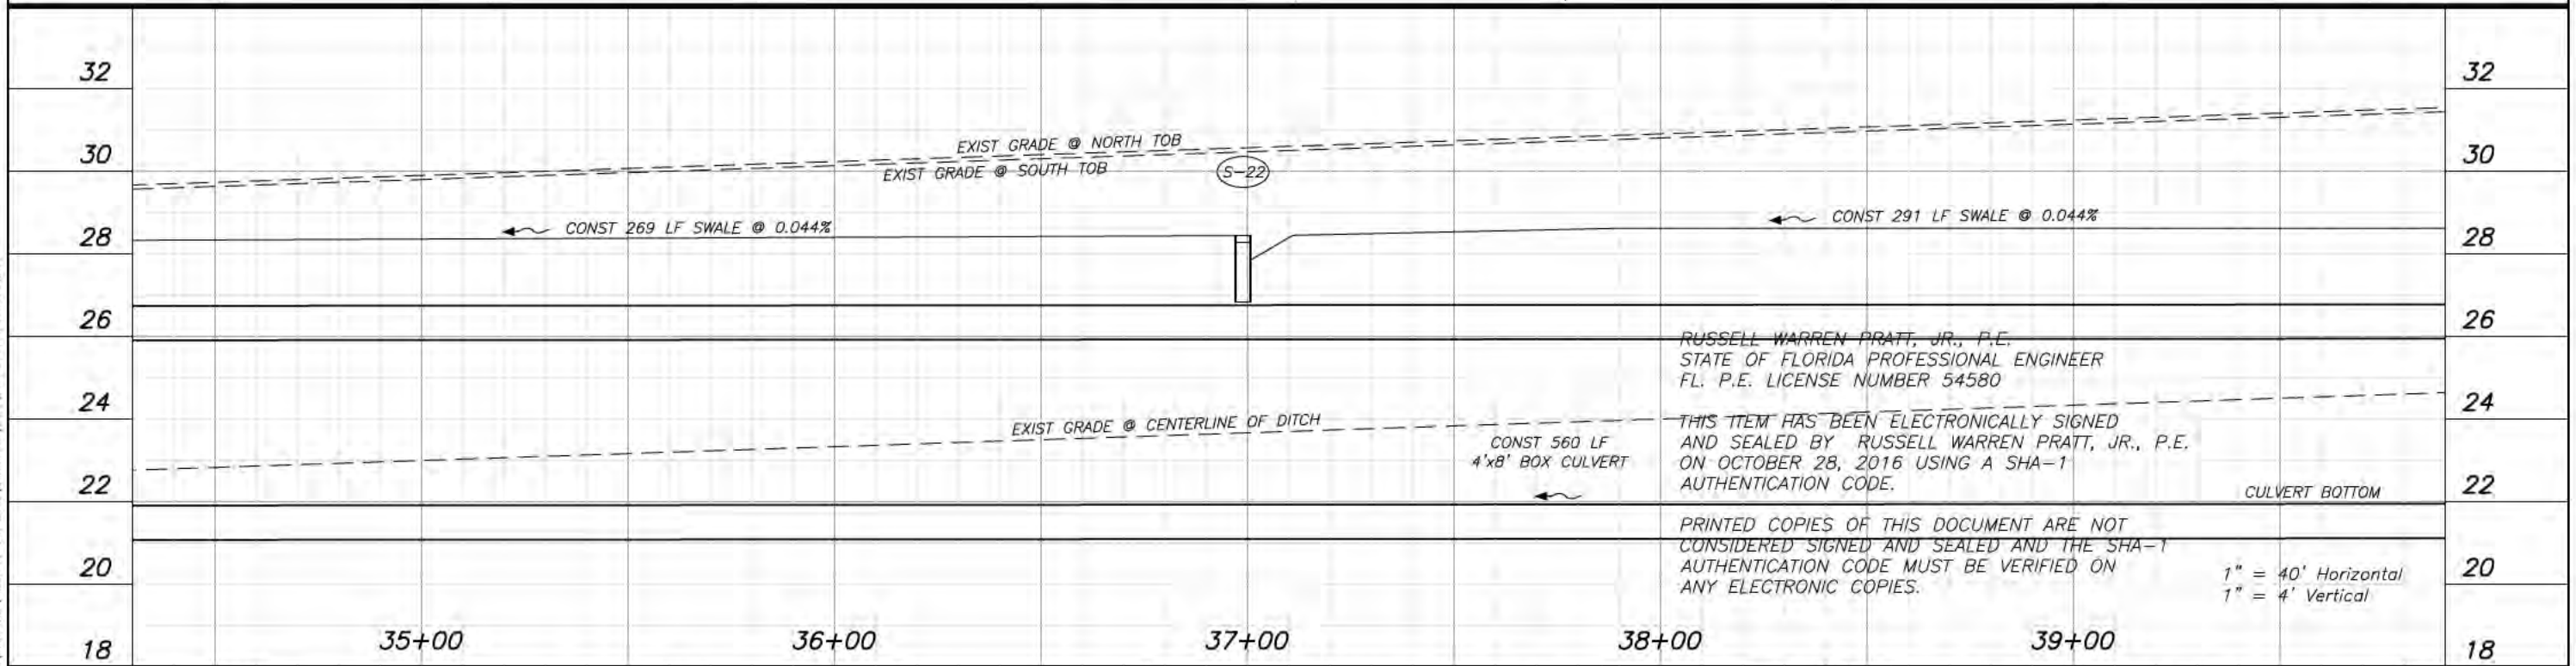 32
32
EXIST GRADE @ NORTH TOB
30
30
EXIST GRADE @ SOUTH TOB
S-22
CONST 269 LF SWALE @ 0.044%
CONST 291 LF SWALE @ 0.044%
28
28
26
26
RUSSELL WARREN PRATT, JR., P.E.
STATE OF FLORIDA PROFESSIONAL ENGINEER
FL. P.E. LICENSE NUMBER 54580
24
24
EXIST GRADE @ CENTERLINE OF DITCH
THIS ITEM HAS BEEN ELECTRONICALLY SIGNED
AND SEALED BY RUSSELL WARREN PRATT, JR., P.E.
ON OCTOBER 28, 2016 USING A SHA-1
AUTHENTICATION CODE.
CONST 560 LF
4'x8' BOX CULVERT
22
22
CULVERT BOTTOM
PRINTED COPIES OF THIS DOCUMENT ARE NOT
CONSIDERED SIGNED AND SEALED AND THE SHA-1
AUTHENTICATION CODE MUST BE VERIFIED ON
ANY ELECTRONIC COPIES.
20
20
1" = 40' Horizontal
1" = 4' Vertical
18
35+00
36+00
37+00
38+00
39+00
18